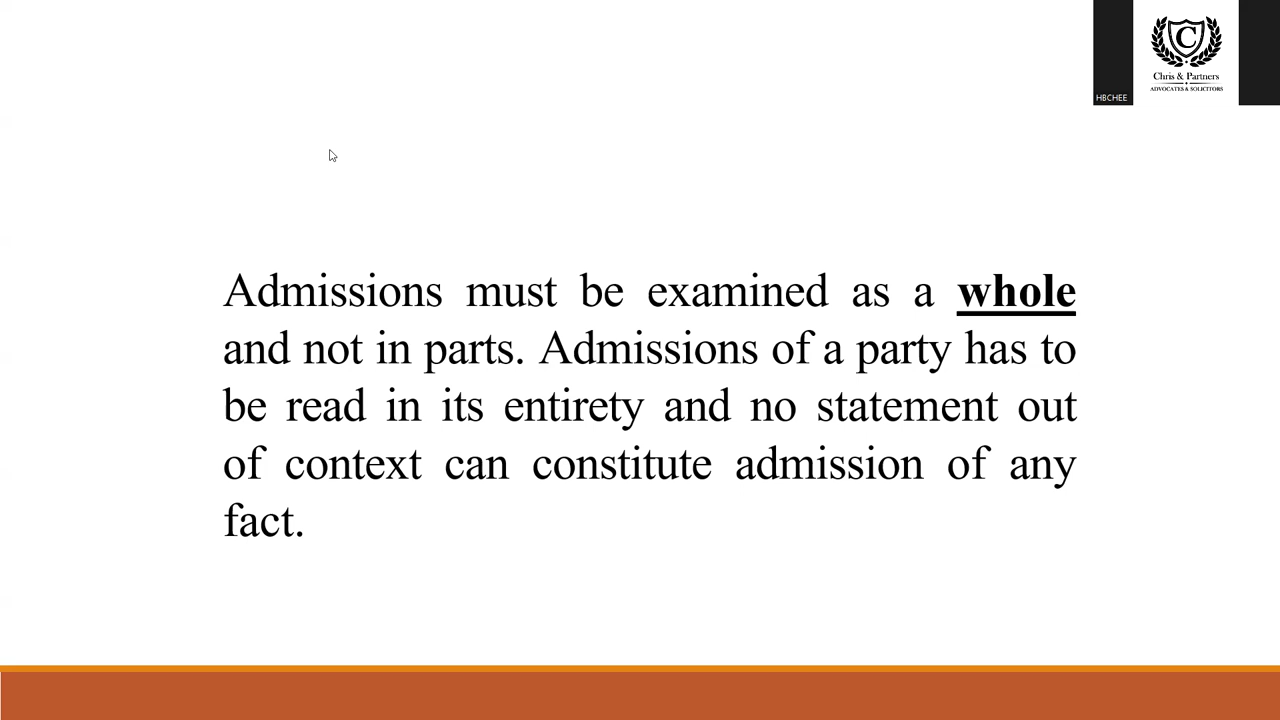 C
Chris & Partners
ADVOCATES & SOLICITORS
HBCHEE
Admissions must be examined as a whole
and not in parts. Admissions of a party has to
be read in its entirety and no statement out
of context can constitute admission of any
fact.